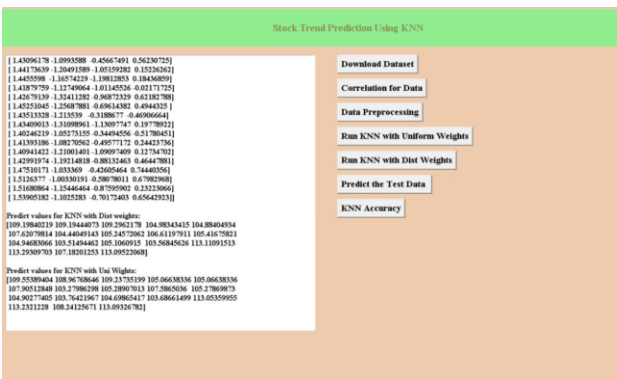 Stock Trend Prediction Using KNN
[ 1.43096178 -1.0993588 -0.45667491 0.56230725]
[ 1.44173639 -1.20491589 -1.05159282 0.15226262]
[ 1.4455598 -1.16574229 -1.19812853 0.18436859]
[ 1.41879759 -1.12749064 -1.01145526 -0.02171725]
[ 1.42679139 -1.32411282 -0.96872329 0.62182788]
[ 1.45251045 -1.25687881 -0.69614382 0.4944325 ]
[ 1.43513328 -1.213539 -0.3188677 -0.46906664]
[ 1.43409013 -1.31098961 -1.13097747 0.19778922]
[ 1.40246219 -1.05273155 -0.34494556 -0.51780451]
[ 1.41393186 -1.08270562 -0.49577172 0.24423736]
[ 1.40941422 -1.21001401 -1.09097409 0.12734702]
[ 1.42991974 -1.19214818 -0.88132463 0.46447881]
[ 1.47510171 -1.033369 -0.42605464 0.74440356]
[ 1.5126377 -1.00330191 -0.58078011 0.67982968]
[ 1.51680864 -1.15446464 -0.87595902 0.23223066]
[ 1.53905182 -1.1025283 -0.70172403 0.65642923]]
Predict values for KNN with Dist weights:
[109.19840219 109.19444073 109.2962178 104.98343415 104.88404934
107.62079814 104.44049143 105.24572062 106.61197911 105.41675821
104.94683066 103.51494462 105.1060915 103.56845626 113.11091513
113.29309703 107.18201253 113.09522068]
Predict values for KNN with Uni Wights:
[109.55389404 108.96768646 109.23735199 105.06638336 105.06638336
107.90512848 103.27986298 105.28907013 107.5865036 105.27869873
104.90277405 103.76421967 104.69865417 103.68661499 113.05359955
113.2321228 108.24125671 113.09326782]
Download Dataset
Correlation for Data
Data Preprocessing
Run KNN with Uniform Weights
Run KNN with Dist Weights
Predict the Test Data
KNN Accuracy